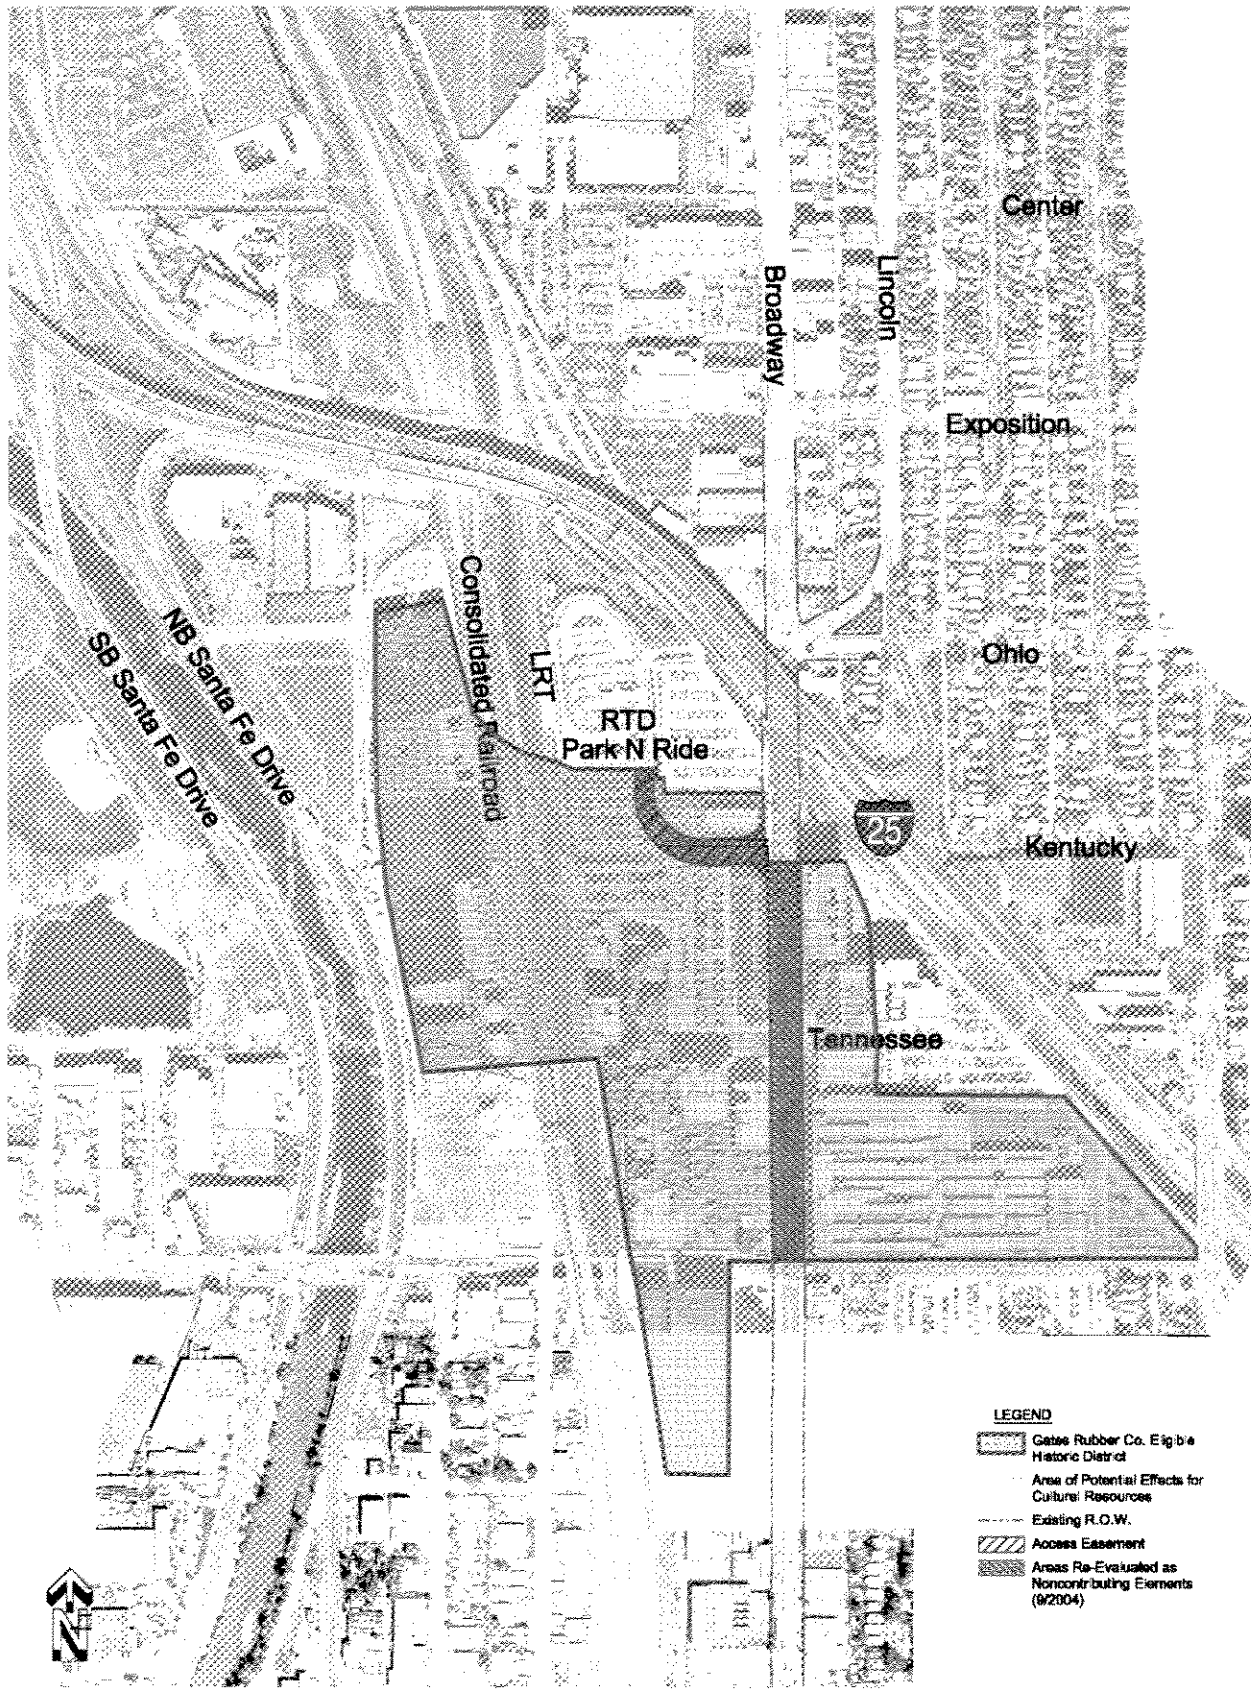 Center
Lincoln
Broadway
Exposition
Consolidated Railroad
LRT
Ohio
NB Santa Fe Drive
SB Santa Fe Drive
RTD
Park N Ride
25
Kentucky
Tennessee
LEGEND
Gates Rubber Co. Eligible
Historic District
Area of Potential Effects for
Cultural Resources
Existing R.O.W.
Access Easement
Areas Re-Evaluated as
Noncontributing Elements
(9/2004)
N